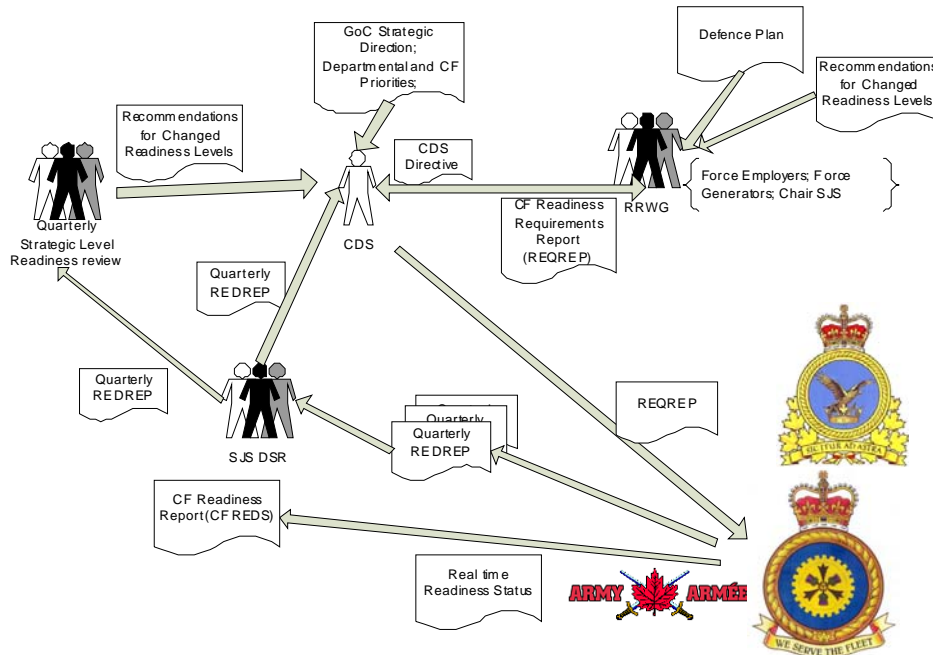 GoC Strategic
Direction;
Departmental and CF
Priorities;
Defence Plan
Recommendations
for Changed
Readiness Levels
Recommendations
for Changed
Readiness Levels
CDS
Directive
Force Employers; Force
Generators; Chair SJS
RRWG
CF Readiness
Requirements
Report
(REQREP)
Quarterly
Strategic Level
Readiness review
CDS
Quarterly
REDREP
Quarterly
REDREP
SJS DSR
Quarterly
Quarterly
REDREP
REQREP
SIC ITUR AD ASTRA
CF Readiness
Report (CF REDS)
Real time
Readiness Status
ARMY ARMÉE
WE SERVE THE FLEET